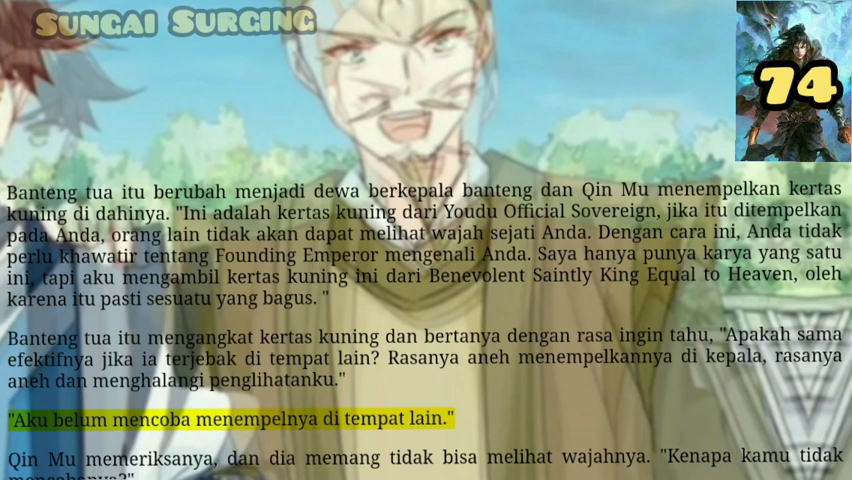 SUNGAI SURGING
74
Banteng tua itu berubah menjadi dewa berkepala banteng dan Qin Mu menempelkan kertas
kuning di dahinya. "Ini adalah kertas kuning dari Youdu Official Sovereign, jika itu ditempelkan
pada Anda, orang lain tidak akan dapat melihat wajah sejati Anda. Dengan cara ini, Anda tidak
perlu khawatir tentang Founding Emperor mengenali Anda. Saya hanya punya karya yang satu
ini, tapi aku mengambil kertas kuning ini dari Benevolent Saintly King Equal to Heaven, oleh
karena itu pasti sesuatu yang bagus. "
Banteng tua itu mengangkat kertas kuning dan bertanya dengan rasa ingin tahu, "Apakah sama
efektifnya jika ia terjebak di tempat lain? Rasanya aneh menempelkannya di kepala, rasanya
aneh dan menghalangi penglihatanku."
"Aku belum mencoba menempelnya di tempat lain."
Qin Mu memeriksanya, dan dia memang tidak bisa melihat wajahnya. "Kenapa kamu tidak
mencobanya?"